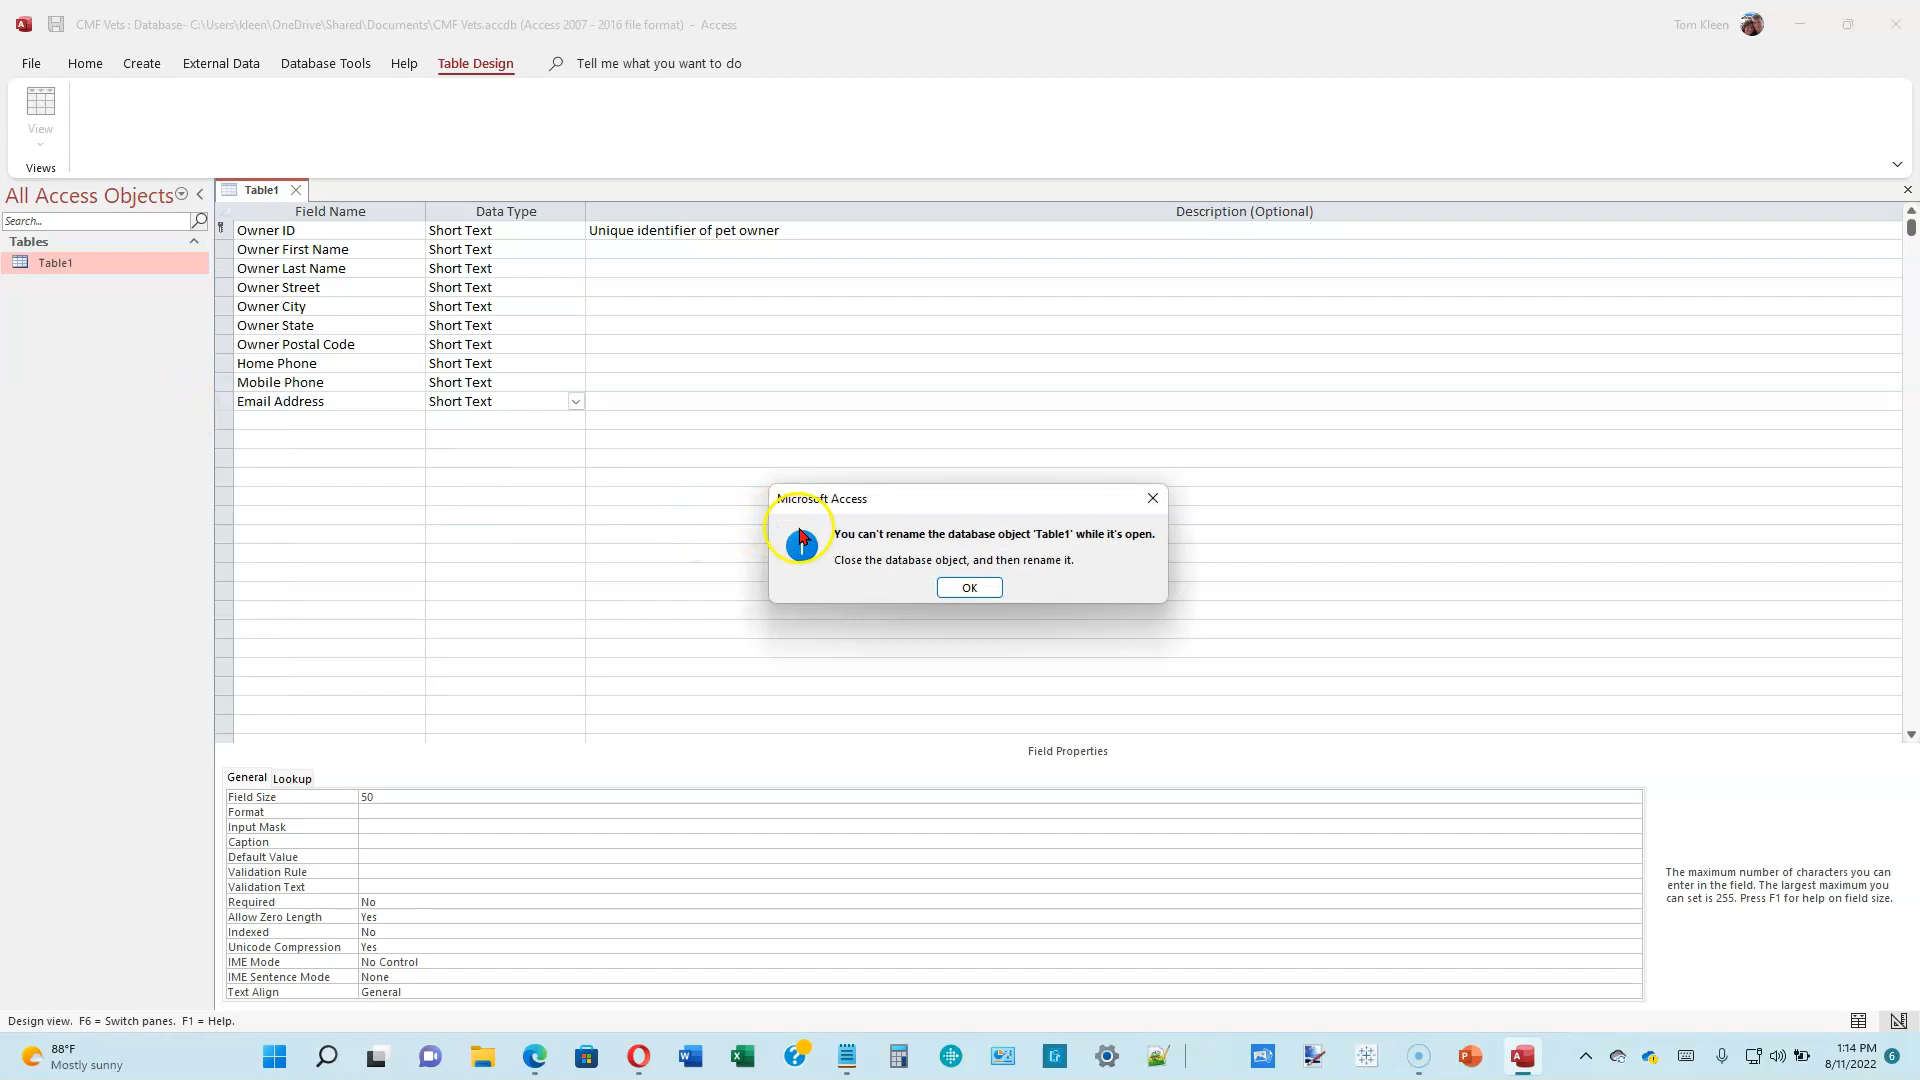 CMF Vets : Database- C:\Users\kleen\OneDrive\Shared\Documents\CMF Vets.accdb (Access 2007 - 2016 file format)  -  Access
Tom Kleen
File Home Create External Data Database Tools Help Table Design Tell me what you want to do
View
Views
All Access Objects
Search...
Tables
Table1
Table1
Field Name Data Type Description (Optional)
Owner ID Short Text Unique identifier of pet owner
Owner First Name Short Text
Owner Last Name Short Text
Owner Street Short Text
Owner City Short Text
Owner State Short Text
Owner Postal Code Short Text
Home Phone Short Text
Mobile Phone Short Text
Email Address Short Text
Microsoft Access
You can't rename the database object 'Table1' while it's open.
Close the database object, and then rename it.
OK
Field Properties
General Lookup
Field Size 50
Format
Input Mask
Caption
Default Value
Validation Rule
Validation Text
Required No
Allow Zero Length Yes
Indexed No
Unicode Compression Yes
IME Mode No Control
IME Sentence Mode None
Text Align General
The maximum number of characters you can
enter in the field. The largest maximum you
can set is 255. Press F1 for help on field size.
Design view.  F6 = Switch panes.  F1 = Help.
88°F
Mostly sunny
1:14 PM
8/11/2022
6